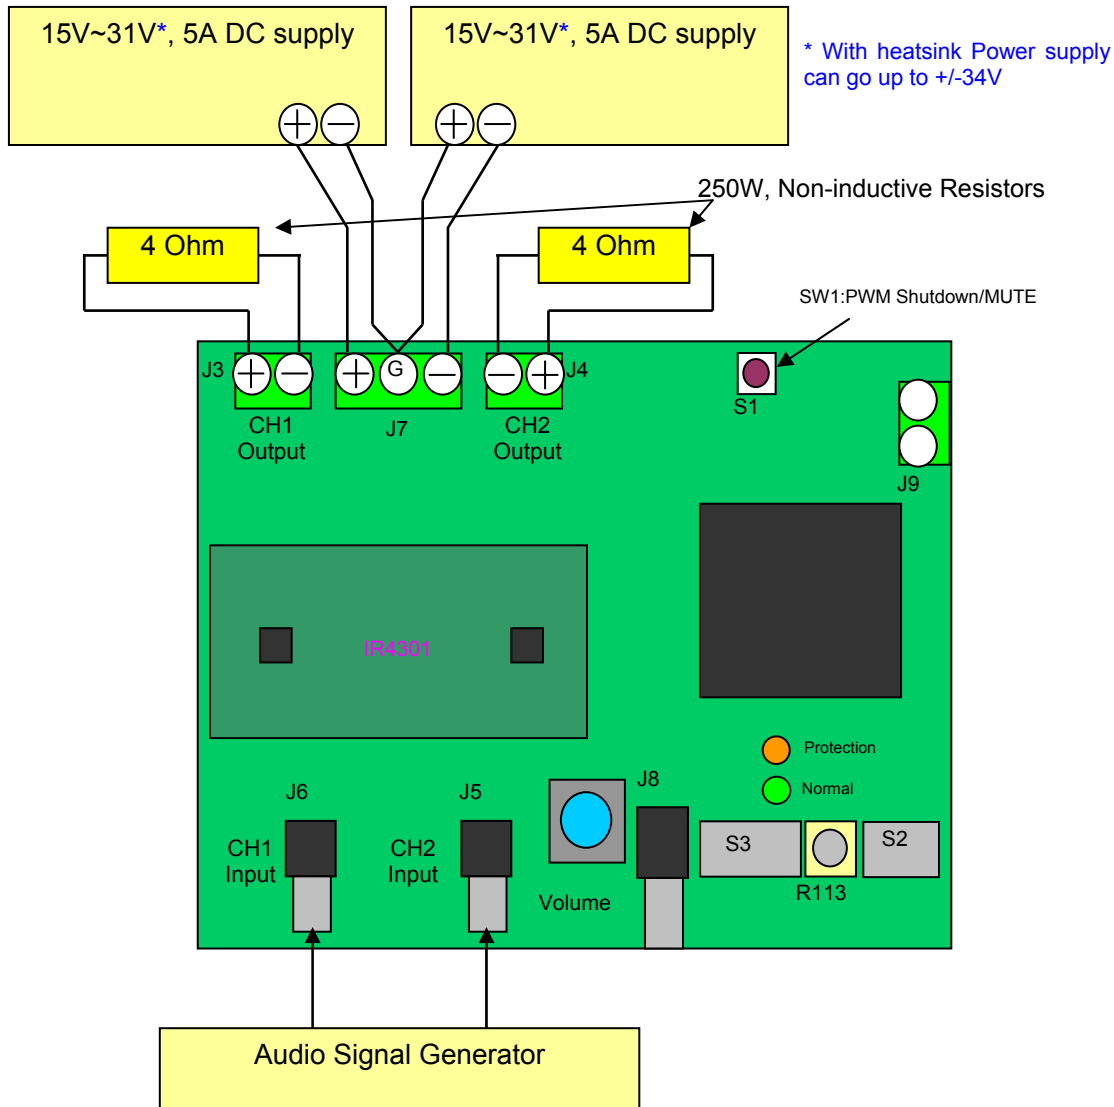 15V~31V*, 5A DC supply
15V~31V*, 5A DC supply
* With heatsink Power supply
can go up to +/-34V
250W, Non-inductive Resistors
4 Ohm
4 Ohm
SW1:PWM Shutdown/MUTE
J3
G
J4
CH1
Output
J7
CH2
Output
S1
J9
IR4301
Protection
Normal
J6
J5
J8
CH1
Input
CH2
Input
S3
S2
Volume
R113
Audio Signal Generator